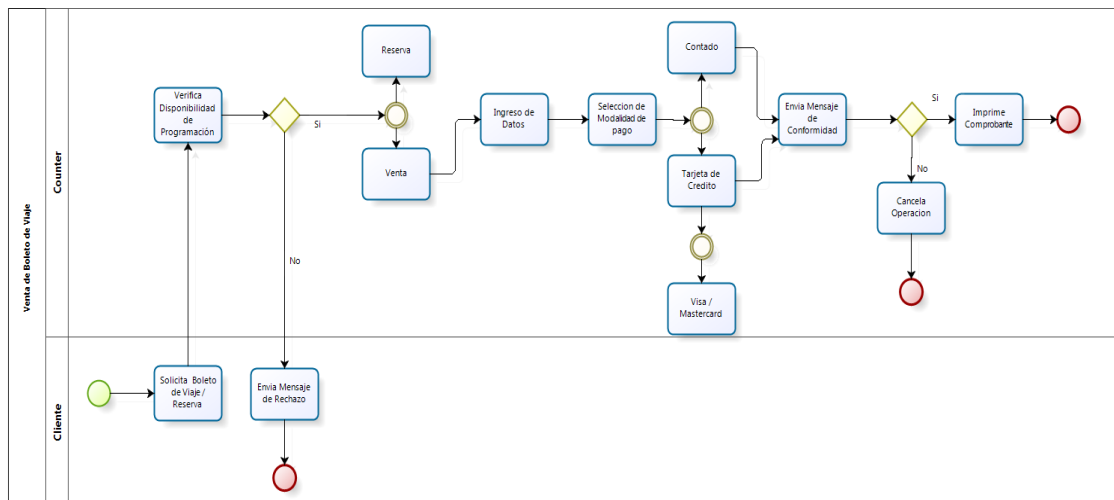 Venta de Boleto de Viaje
Counter
Verifica
Disponibilidad
de
Programación
Si
No
Reserva
Venta
Ingreso de
Datos
Seleccion de
Modalidad de
pago
Contado
Tarjeta de
Credito
Visa /
Mastercard
Envia Mensaje
de
Conformidad
Si
No
Imprime
Comprobante
Cancela
Operacion
Cliente
Solicita Boleto
de Viaje /
Reserva
Envia Mensaje
de Rechazo